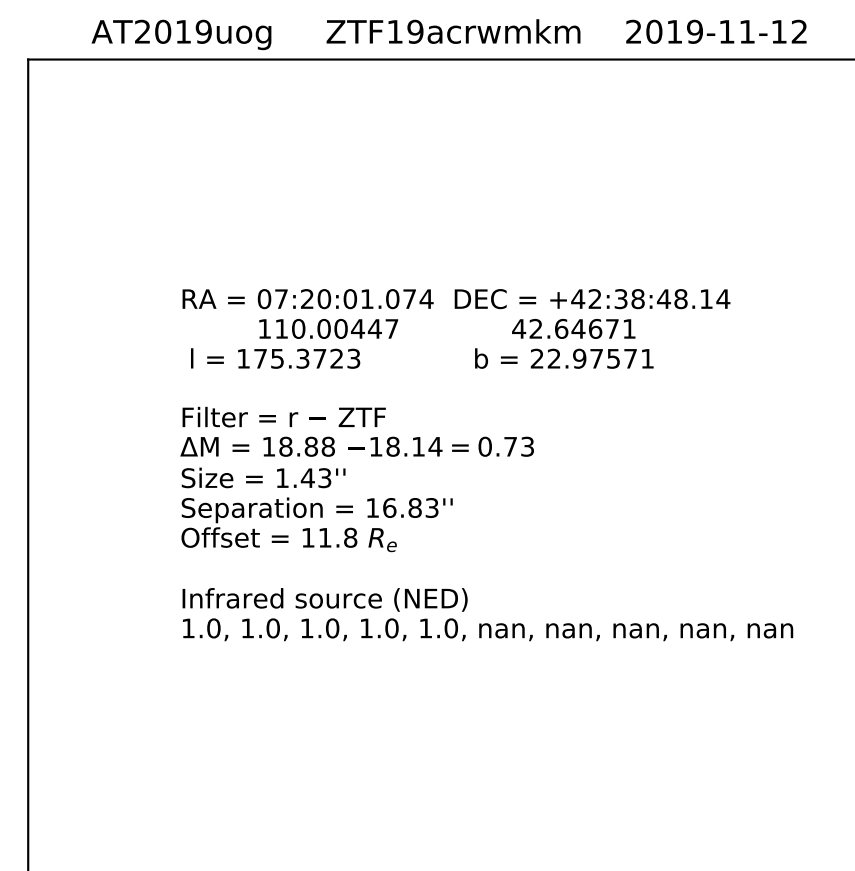 AT2019uog ZTF19acrwmkm 2019-11-12
RA = 07:20:01.074 DEC = +42:38:48.14
110.00447 42.64671
l = 175.3723 b = 22.97571
Filter = r − ZTF
ΔM = 18.88 −18.14 = 0.73
Size = 1.43''
Separation = 16.83''
Offset = 11.8 Re
Infrared source (NED)
1.0, 1.0, 1.0, 1.0, 1.0, nan, nan, nan, nan, nan